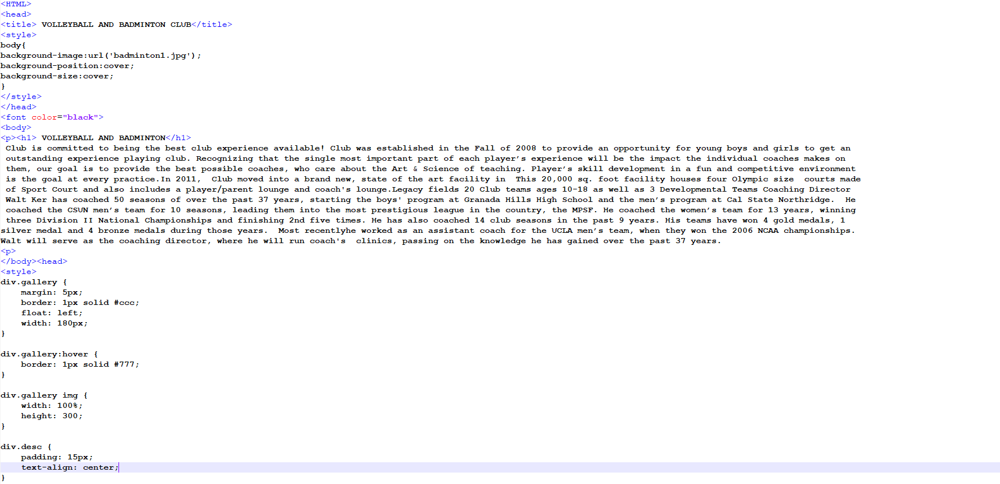 <HTML>
<head>
<title> VOLLEYBALL AND BADMINTON CLUB</title>
<style>
body{
background-image:url('badminton1.jpg');
background-position:cover;
background-size:cover;
}
</style>
</head>
<font color="black">
<body>
<p><h1> VOLLEYBALL AND BADMINTON</h1>
 Club is committed to being the best club experience available! Club was established in the Fall of 2008 to provide an opportunity for young boys and girls to get an
 outstanding experience playing club. Recognizing that the single most important part of each player’s experience will be the impact the individual coaches makes on
 them, our goal is to provide the best possible coaches, who care about the Art & Science of teaching. Player’s skill development in a fun and competitive environment
 is the goal at every practice.In 2011,  Club moved into a brand new, state of the art facility in  This 20,000 sq. foot facility houses four Olympic size  courts made
 of Sport Court and also includes a player/parent lounge and coach's lounge.Legacy fields 20 Club teams ages 10-18 as well as 3 Developmental Teams Coaching Director
 Walt Ker has coached 50 seasons of over the past 37 years, starting the boys' program at Granada Hills High School and the men’s program at Cal State Northridge.  He
 coached the CSUN men’s team for 10 seasons, leading them into the most prestigious league in the country, the MPSF. He coached the women’s team for 13 years, winning
 three Division II National Championships and finishing 2nd five times. He has also coached 14 club seasons in the past 9 years. His teams have won 4 gold medals, 1
silver medal and 4 bronze medals during those years.  Most recentlyhe worked as an assistant coach for the UCLA men’s team, when they won the 2006 NCAA championships.
Walt will serve as the coaching director, where he will run coach's  clinics, passing on the knowledge he has gained over the past 37 years.
<p>
</body><head>
<style>
div.gallery {
    margin: 5px;
    border: 1px solid #ccc;
    float: left;
    width: 180px;
}

div.gallery:hover {
    border: 1px solid #777;
}

div.gallery img {
    width: 100%;
    height: 300;
}

div.desc {
    padding: 15px;
    text-align: center;
}